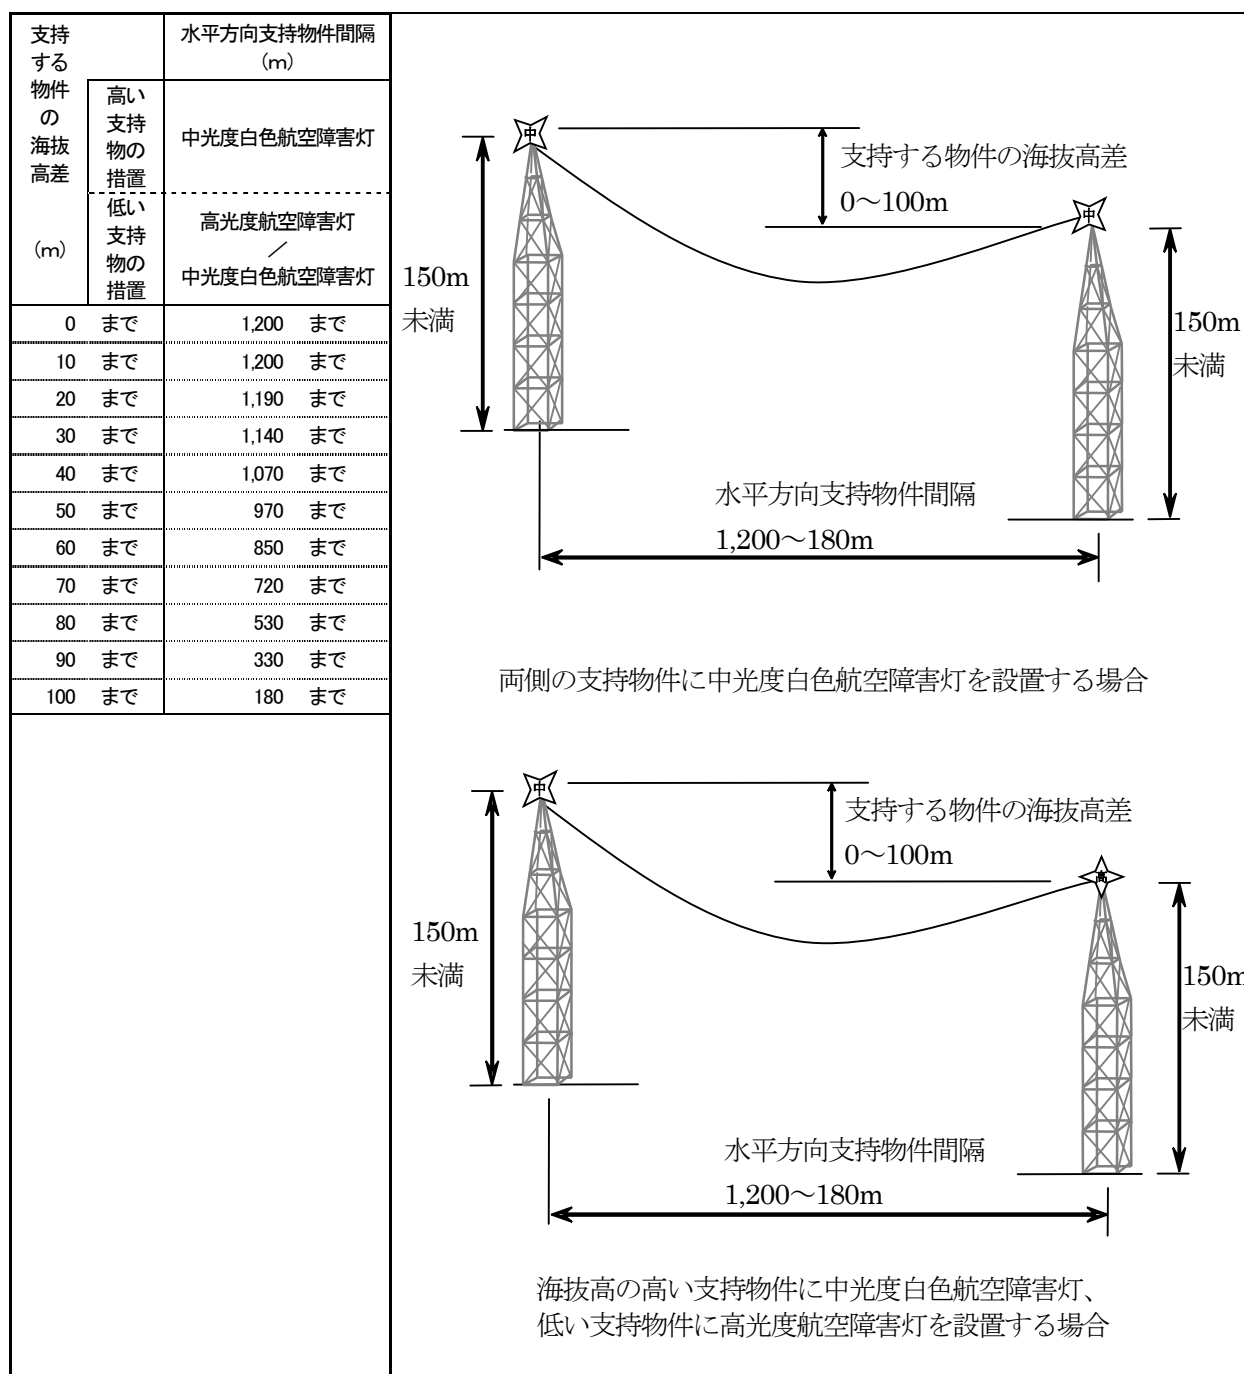 支持
する
物件
の
海抜
高差
(m)
水平方向支持物件間隔
(m)
高い
支持
物の
措置
中光度白色航空障害灯
低い
支持
物の
措置
高光度航空障害灯
/
中光度白色航空障害灯
0 まで 1,200 まで
10 まで 1,200 まで
20 まで 1,190 まで
30 まで 1,140 まで
40 まで 1,070 まで
50 まで 970 まで
60 まで 850 まで
70 まで 720 まで
80 まで 530 まで
90 まで 330 まで
100 まで 180 まで
中
支持する物件の海抜高差
0～100m
中
150m
未満
150m
未満
水平方向支持物件間隔
1,200～180m
両側の支持物件に中光度白色航空障害灯を設置する場合
中
支持する物件の海抜高差
0～100m
高
150m
未満
150m
未満
水平方向支持物件間隔
1,200～180m
海抜高の高い支持物件に中光度白色航空障害灯、
低い支持物件に高光度航空障害灯を設置する場合